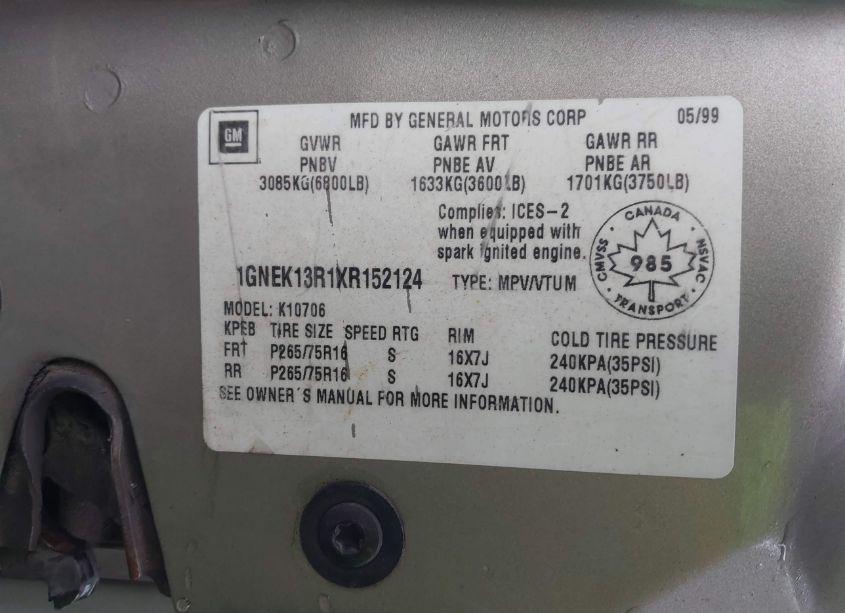 GM
MFD BY GENERAL MOTORS CORP 05/99
GVWR GAWR FRT GAWR RR
PNBV PNBE AV PNBE AR
3085KG(6800LB) 1633KG(3600LB) 1701KG(3750LB)
Complies: ICES-2
when equipped with
spark ignited engine.
CANADA
CMVSS 985 NSVAC
TRANSPORT
1GNEK13R1XR152124 TYPE: MPV/VTUM
MODEL: K10706
TIRE SIZE SPEED RTG RIM COLD TIRE PRESSURE
FRT P265/75R16 S 16X7J 240KPA(35PSI)
RR P265/75R16 S 16X7J 240KPA(35PSI)
SEE OWNER´S MANUAL FOR MORE INFORMATION.